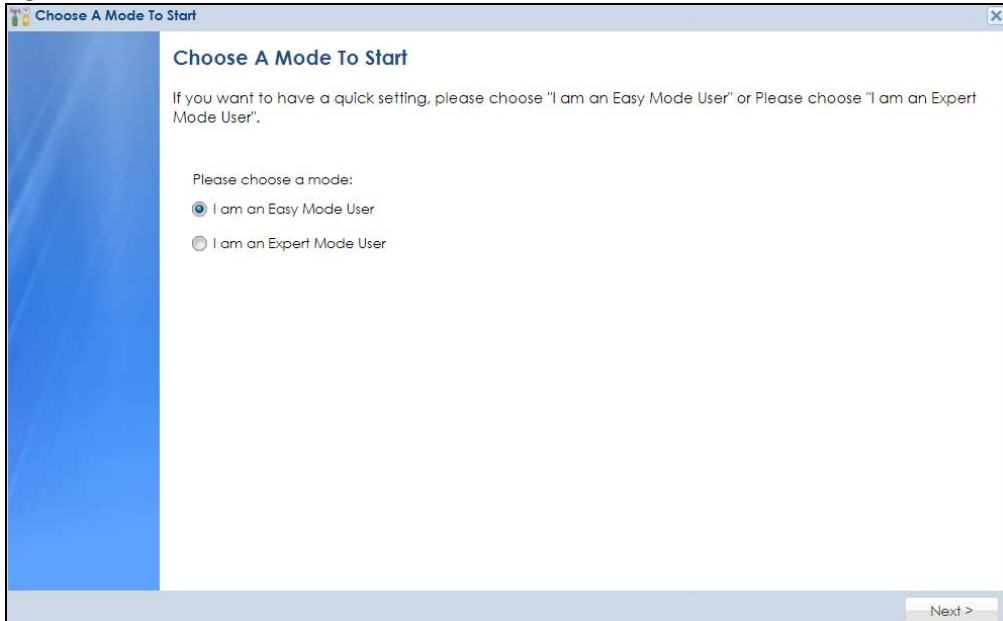 Choose A Mode To Start
Choose A Mode To Start
If you want to have a quick setting, please choose "I am an Easy Mode User" or Please choose "I am an Expert
Mode User".
Please choose a mode:
I am an Easy Mode User
I am an Expert Mode User
Next >